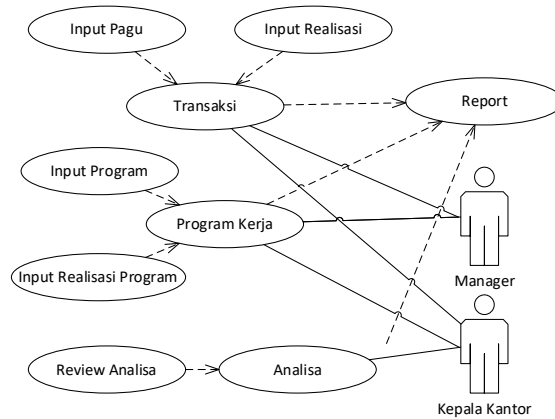 Input Pagu
Input Realisasi
Transaksi
Report
Input Program
Program Kerja
Input Realisasi Program
Manager
Review Analisa
Analisa
Kepala Kantor